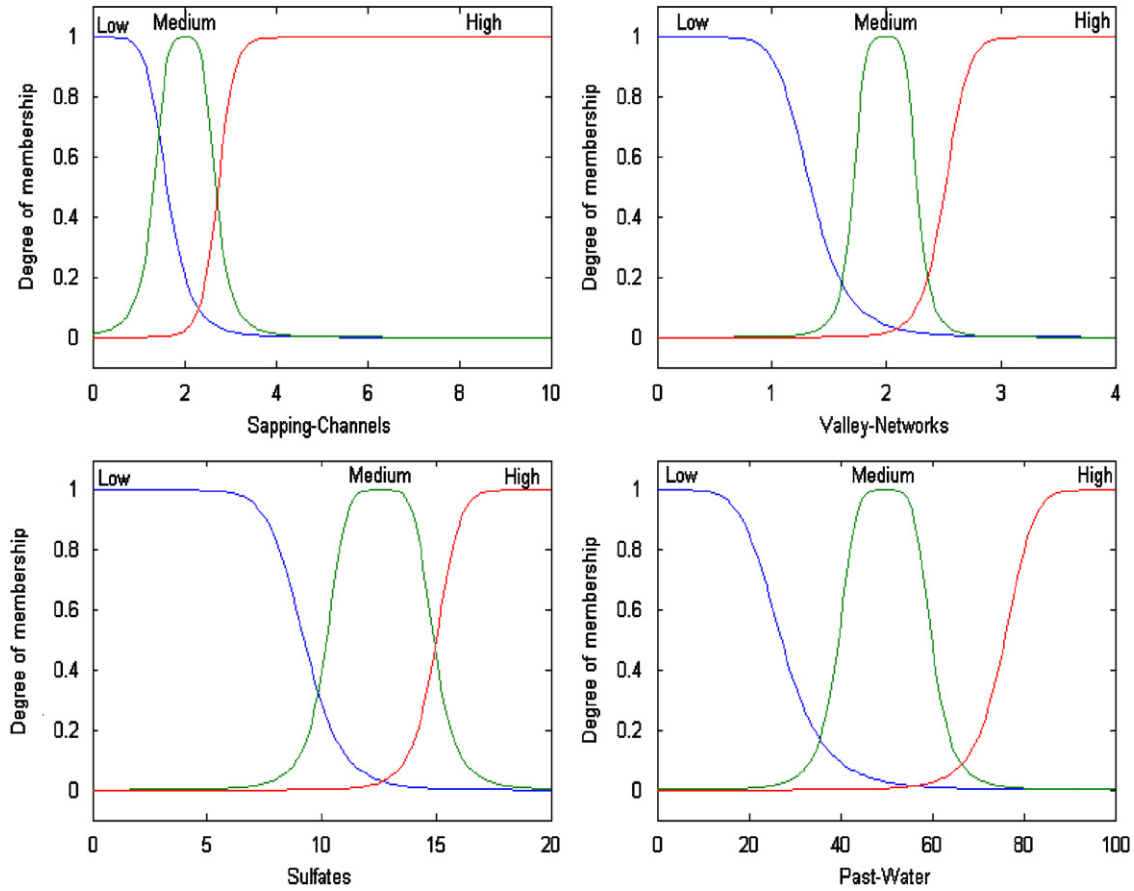 Low Medium High
1
0.8
0.6
0.4
0.2
0
Degree of membership
0 2 4 6 8 10
Sapping-Channels
Low Medium High
1
0.8
0.6
0.4
0.2
0
Degree of membership
0 1 2 3 4
Valley-Networks
Low Medium High
1
0.8
0.6
0.4
0.2
0
Degree of membership
0 5 10 15 20
Sulfates
Low Medium High
1
0.8
0.6
0.4
0.2
0
Degree of membership
0 20 40 60 80 100
Past-Water